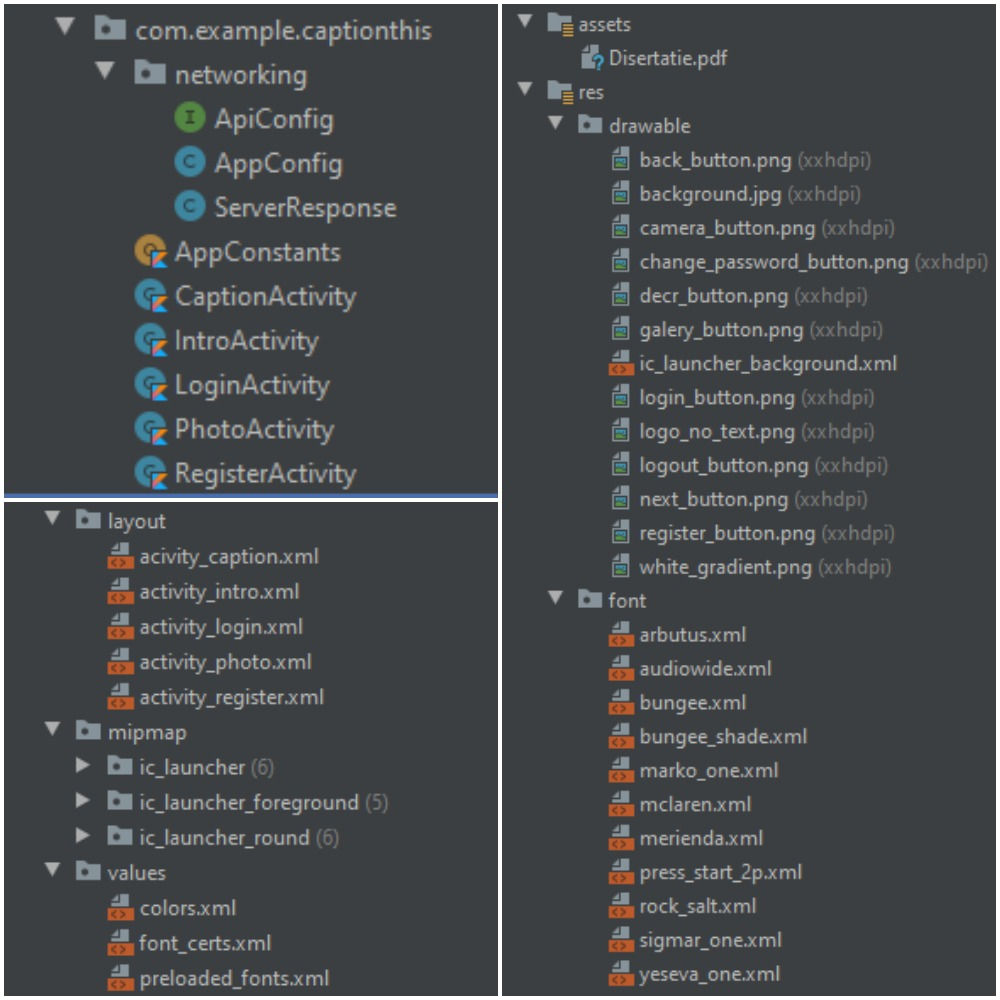 com.example.captionthis
networking
ApiConfig
AppConfig
ServerResponse
AppConstants
CaptionActivity
IntroActivity
LoginActivity
PhotoActivity
RegisterActivity
layout
acivity_caption.xml
activity_intro.xml
activity_login.xml
activity_photo.xml
activity_register.xml
mipmap
ic_launcher (6)
ic_launcher_foreground (5)
ic_launcher_round (6)
values
colors.xml
font_certs.xml
preloaded_fonts.xml
assets
Disertatie.pdf
res
drawable
back_button.png (xxhdpi)
background.jpg (xxhdpi)
camera_button.png (xxhdpi)
change_password_button.png (xxhdpi)
decr_button.png (xxhdpi)
galery_button.png (xxhdpi)
ic_launcher_background.xml
login_button.png (xxhdpi)
logo_no_text.png (xxhdpi)
logout_button.png (xxhdpi)
next_button.png (xxhdpi)
register_button.png (xxhdpi)
white_gradient.png (xxhdpi)
font
arbutus.xml
audiowide.xml
bungee.xml
bungee_shade.xml
marko_one.xml
mclaren.xml
merienda.xml
press_start_2p.xml
rock_salt.xml
sigmar_one.xml
yeseva_one.xml